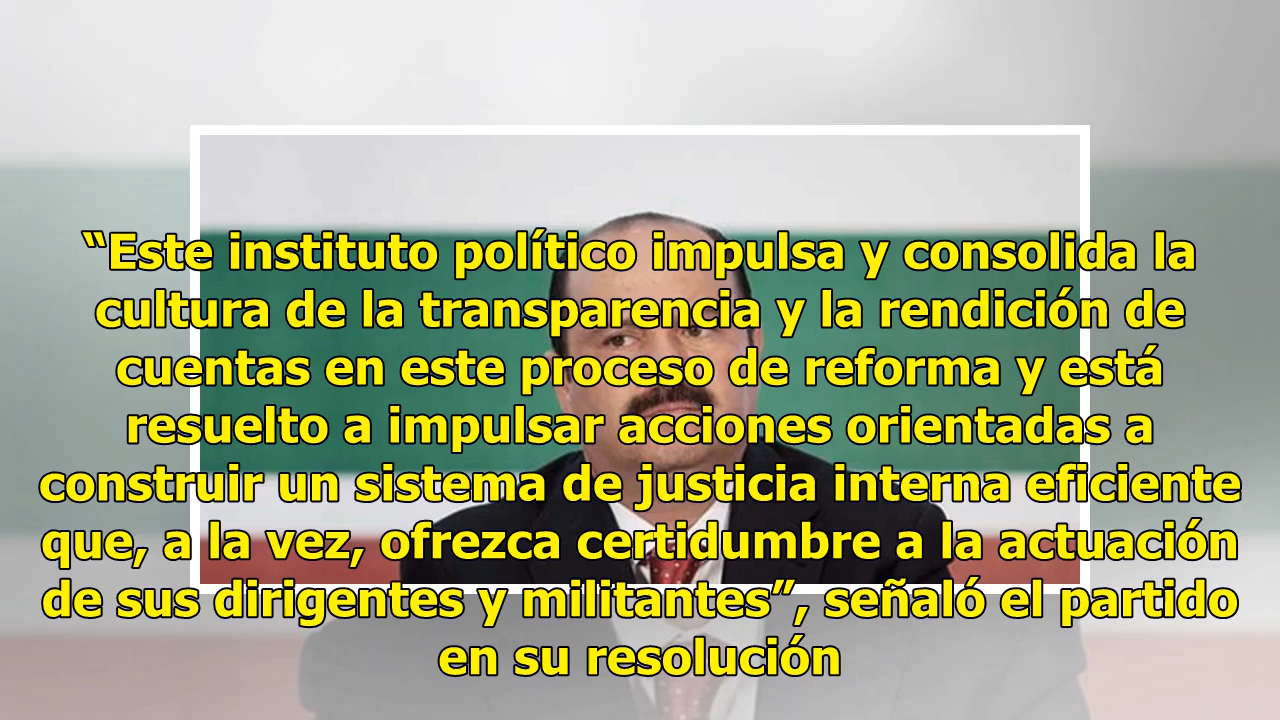 “Este instituto político impulsa y consolida la
cultura de la transparencia y la rendición de
cuentas en este proceso de reforma y está
resuelto a impulsar acciones orientadas a
construir un sistema de justicia interna eficiente
que, a la vez, ofrezca certidumbre a la actuación
de sus dirigentes y militantes”, señaló el partido
en su resolución